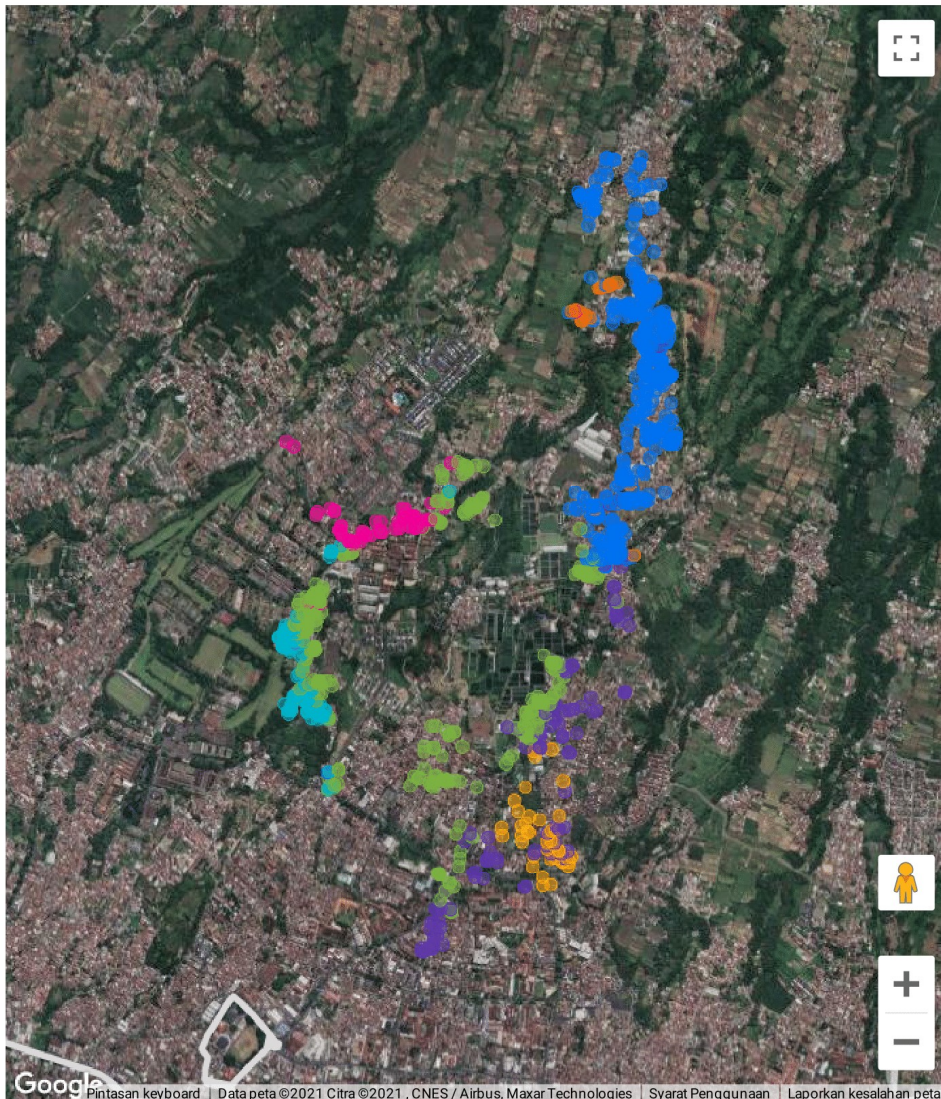 Google
Pintasan keyboard Data peta ©2021 Citra ©2021 , CNES / Airbus, Maxar Technologies Syarat Penggunaan Laporkan kesalahan peta